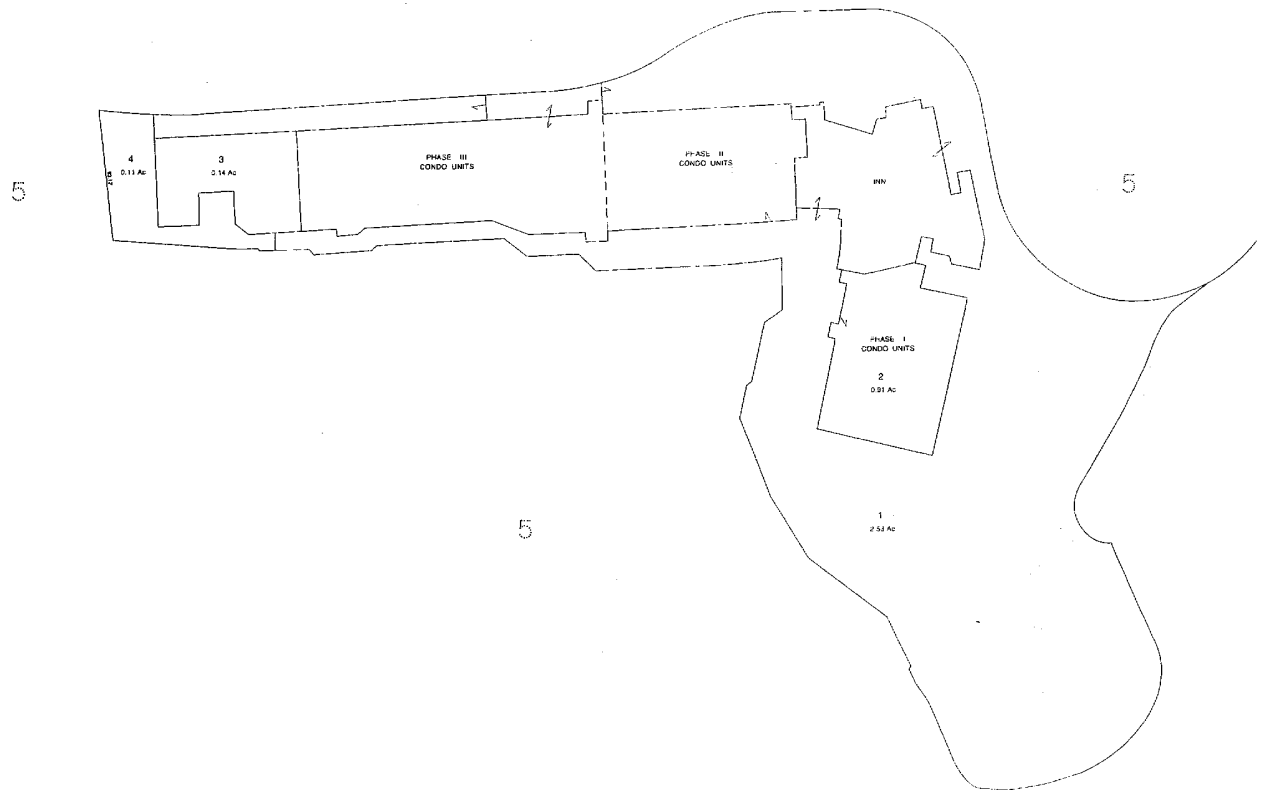 4
0.11 Ac
3
0.14 Ac
PHASE III
CONDO UNITS
PHASE II
CONDO UNITS
INN
5
5
PHASE I
CONDO UNITS
2
0.91 Ac
1
2.53 Ac
5